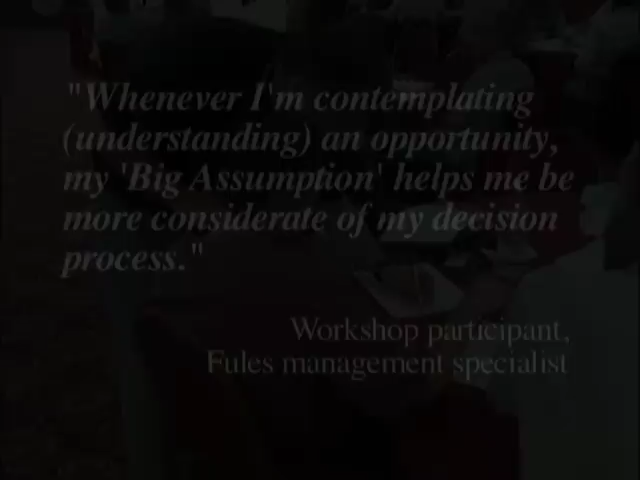 "Whenever I'm contemplating
(understanding) an opportunity,
my 'Big Assumption' helps me be
more considerate of my decision
process."
Workshop participant,
Fules management specialist